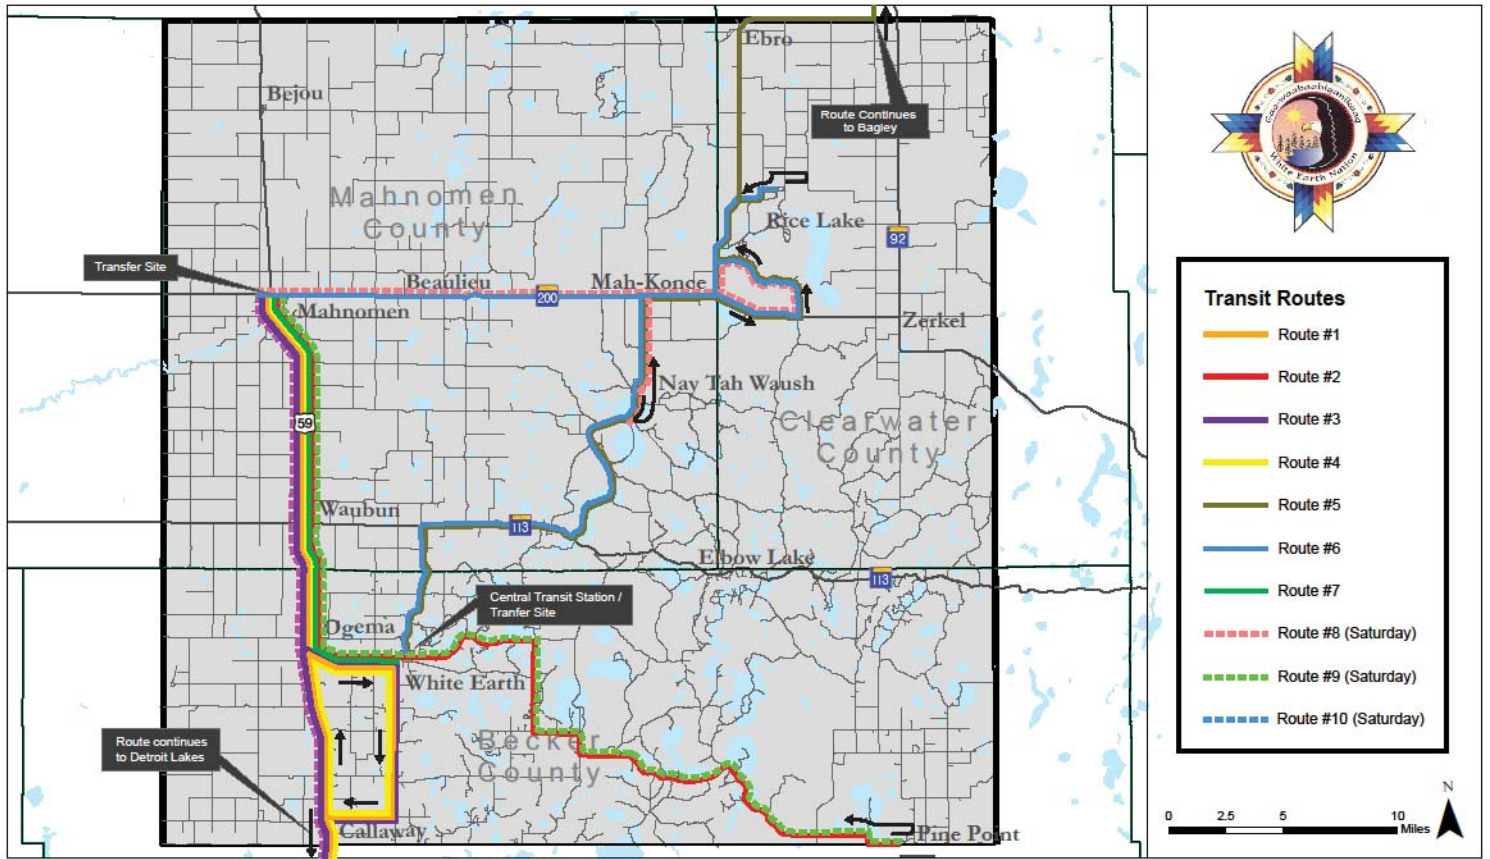 Ebro
Route Continues
to Bagley
Bejou
Mahnomen
County
Rice Lake
92
Transfer Site
Beaulieu
Mah-Konce
200
Mahnomen
Zerkel
Nay Tah Waush
59
Clearwater
County
Waubun
113
Elbow Lake
113
Central Transit Station /
Tranfer Site
Ogema
White Earth
Becker
County
Route continues
to Detroit Lakes
Callaway
Pine Point
Gaa-waabaabiganikaag
White Earth Nation
Transit Routes
Route #1
Route #2
Route #3
Route #4
Route #5
Route #6
Route #7
Route #8 (Saturday)
Route #9 (Saturday)
Route #10 (Saturday)
N
0 2.5 5 10
Miles